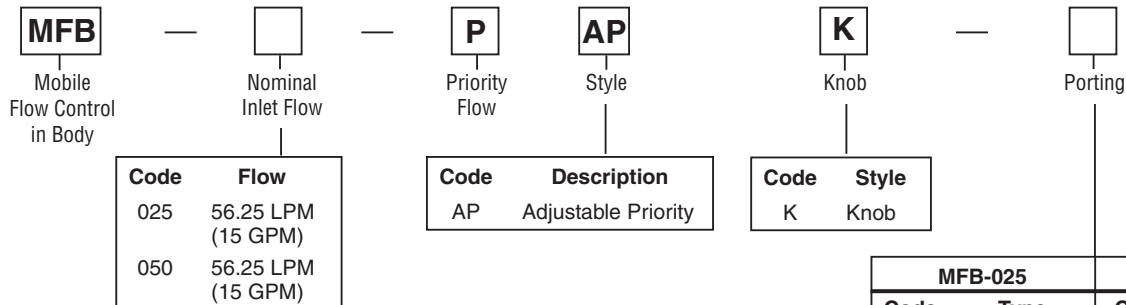 MFB — — P AP K —
Mobile
Flow Control
in Body
Nominal
Inlet Flow
Priority
Flow
Style
Knob
Porting
Code Flow
025 56.25 LPM
(15 GPM)
050 56.25 LPM
(15 GPM)
Code Description
AP Adjustable Priority
Code Style
K Knob
MFB-025